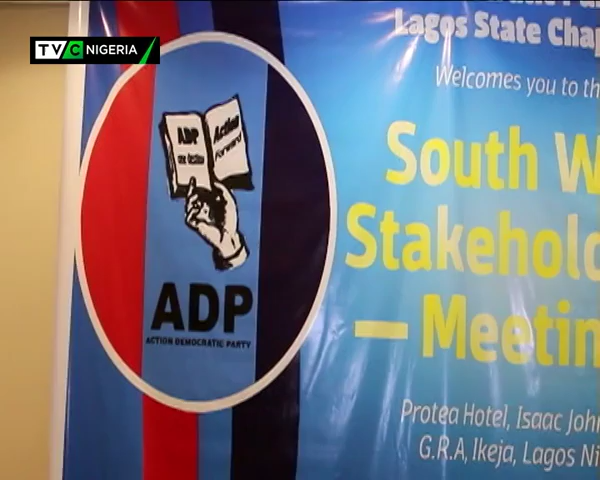 TVC NIGERIA
Lagos State Chap
Welcomes you to th
South W
Stakehold
— Meetin
Protea Hotel, Isaac John
G.R.A, Ikeja, Lagos Ni
ADP
Action
Forward
ADP
ACTION DEMOCRATIC PARTY